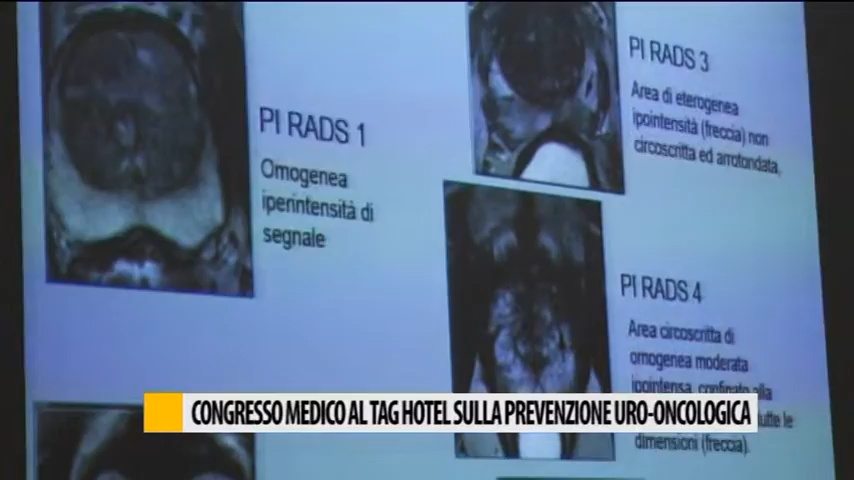 PI RADS 1
Omogenea
iperintensità di
segnale
PI RADS 3
Area di eterogenea
ipointensità (freccia) non
circoscritta ed arrotondata,
PI RADS 4
Area circoscritta di
omogenea moderata
ipointensa, confinato alla
tutte le
dimensioni (freccia).
CONGRESSO MEDICO AL TAG HOTEL SULLA PREVENZIONE URO-ONCOLOGICA